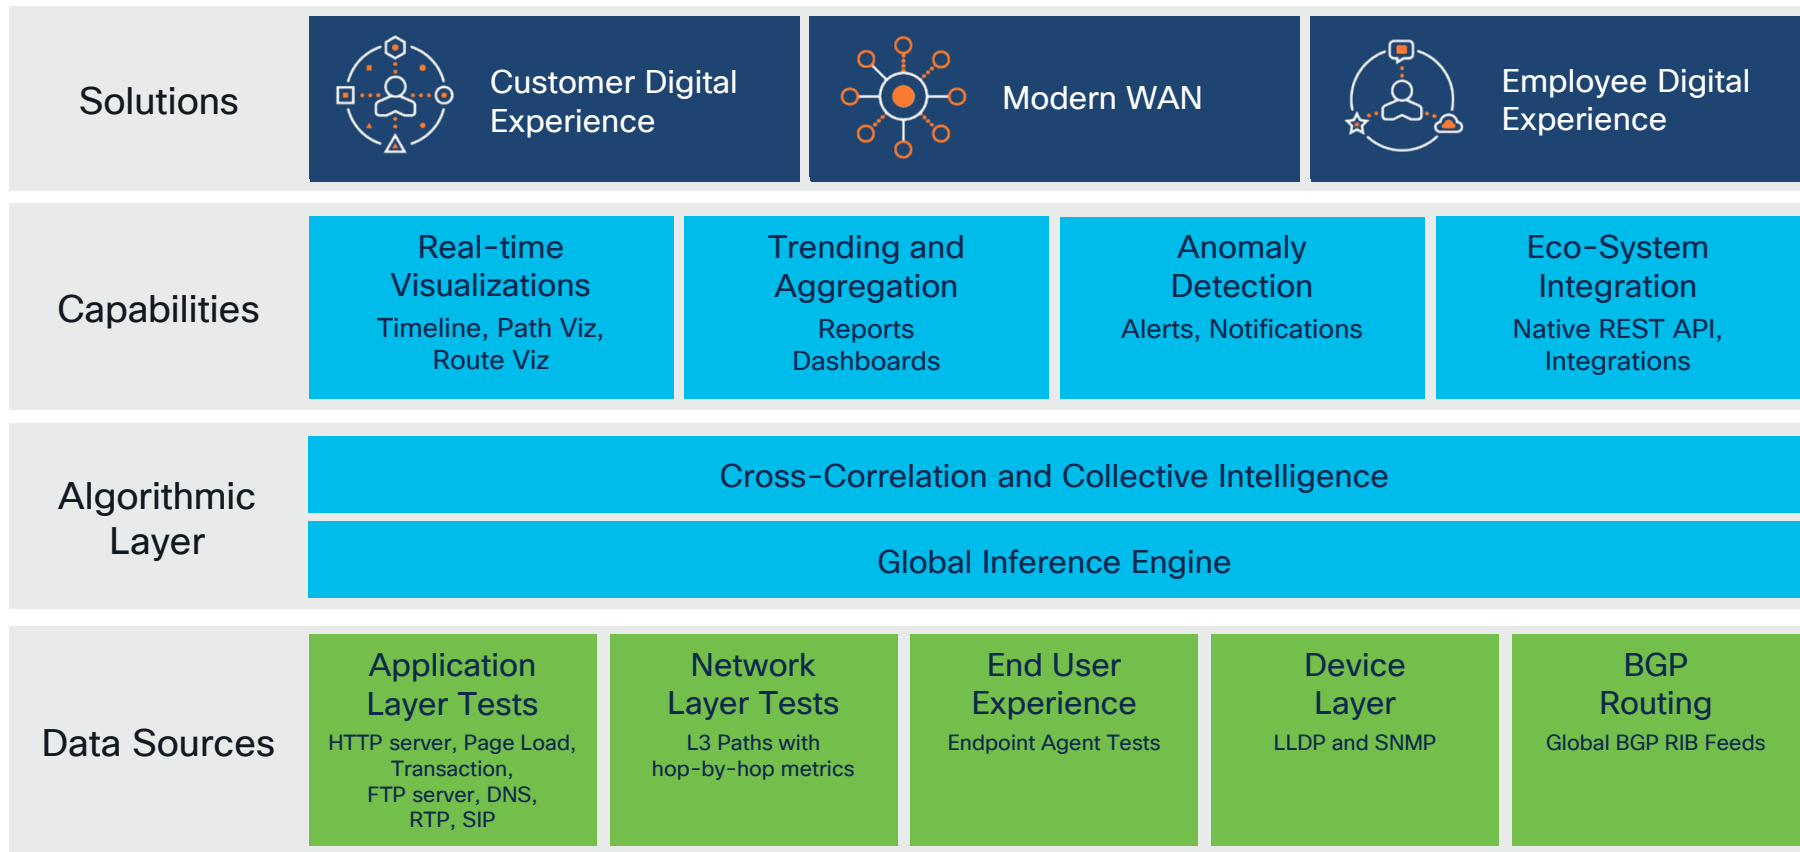 Solutions
Customer Digital
Experience
Modern WAN
Employee Digital
Experience
Capabilities
Real-time
Visualizations
Timeline, Path Viz,
Route Viz
Trending and
Aggregation
Reports
Dashboards
Anomaly
Detection
Alerts, Notifications
Eco-System
Integration
Native REST API,
Integrations
Algorithmic
Layer
Cross-Correlation and Collective Intelligence
Global Inference Engine
Data Sources
Application
Layer Tests
HTTP server, Page Load,
Transaction,
FTP server, DNS,
RTP, SIP
Network
Layer Tests
L3 Paths with
hop-by-hop metrics
End User
Experience
Endpoint Agent Tests
Device
Layer
LLDP and SNMP
BGP
Routing
Global BGP RIB Feeds